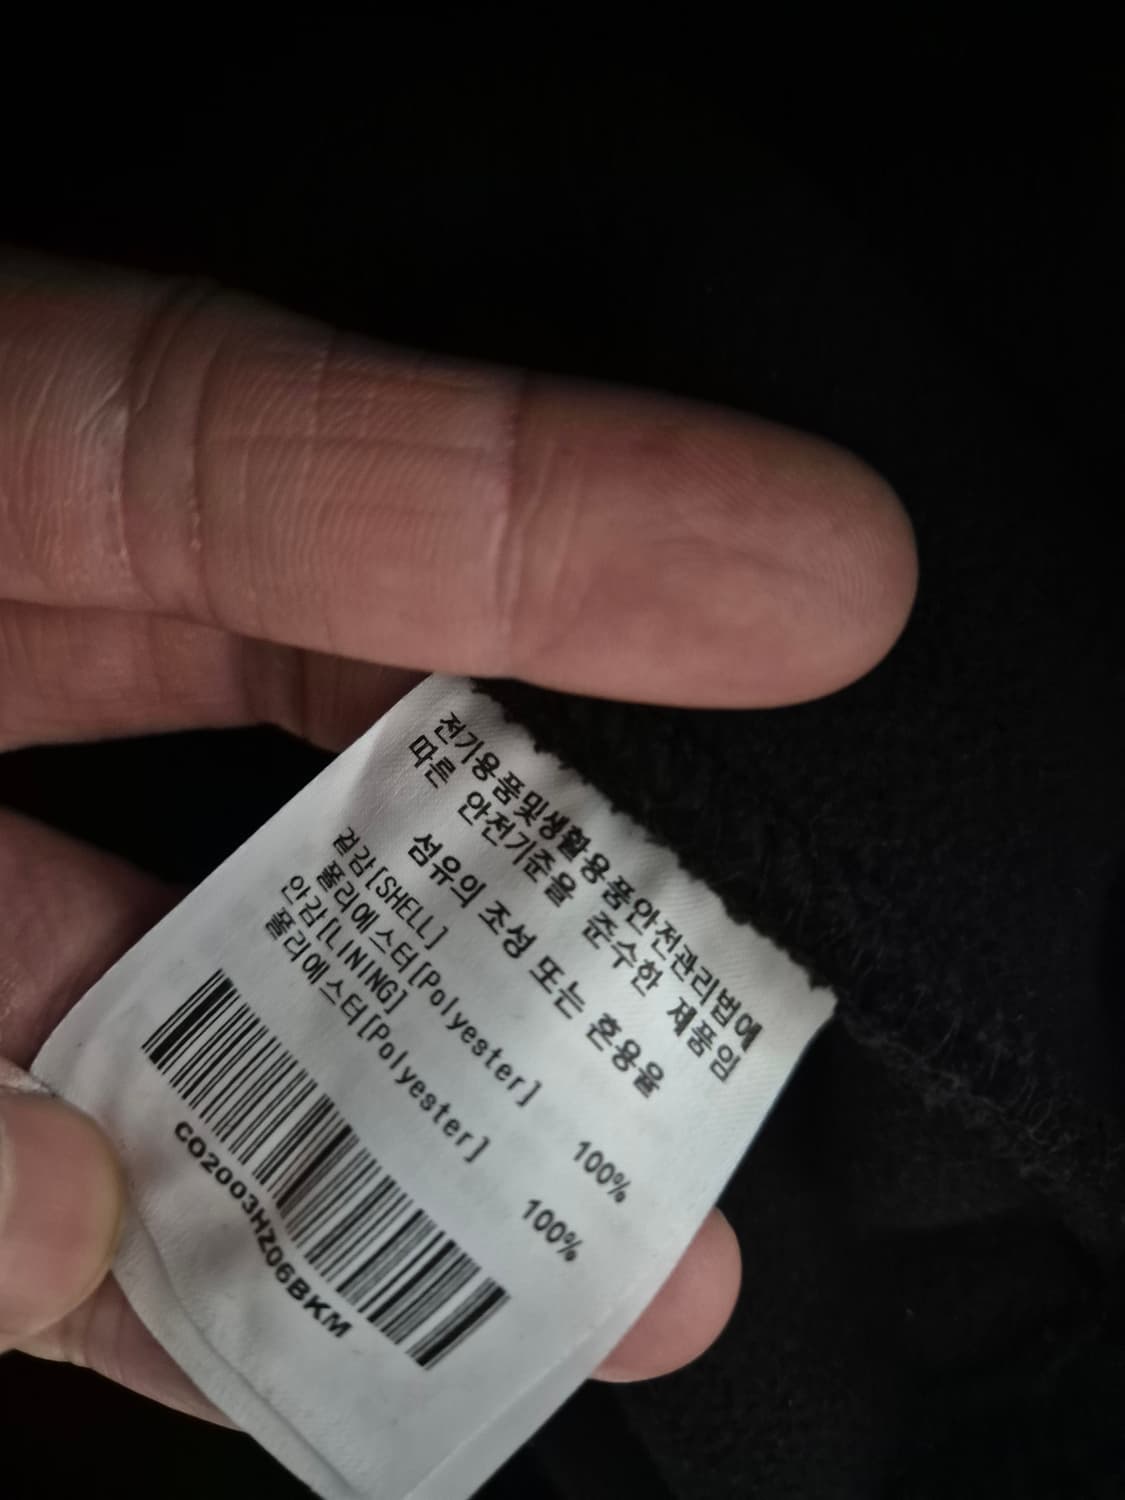 전기용품및생활용품안전관리법에
따른 안전기준을 준수한 제품임
섬유의 조성 또는 혼용율
겉감[SHELL]
폴리에스터[Polyester] 100%
안감[LINING]
폴리에스터[Polyester] 100%
CO2003HZ06BKM